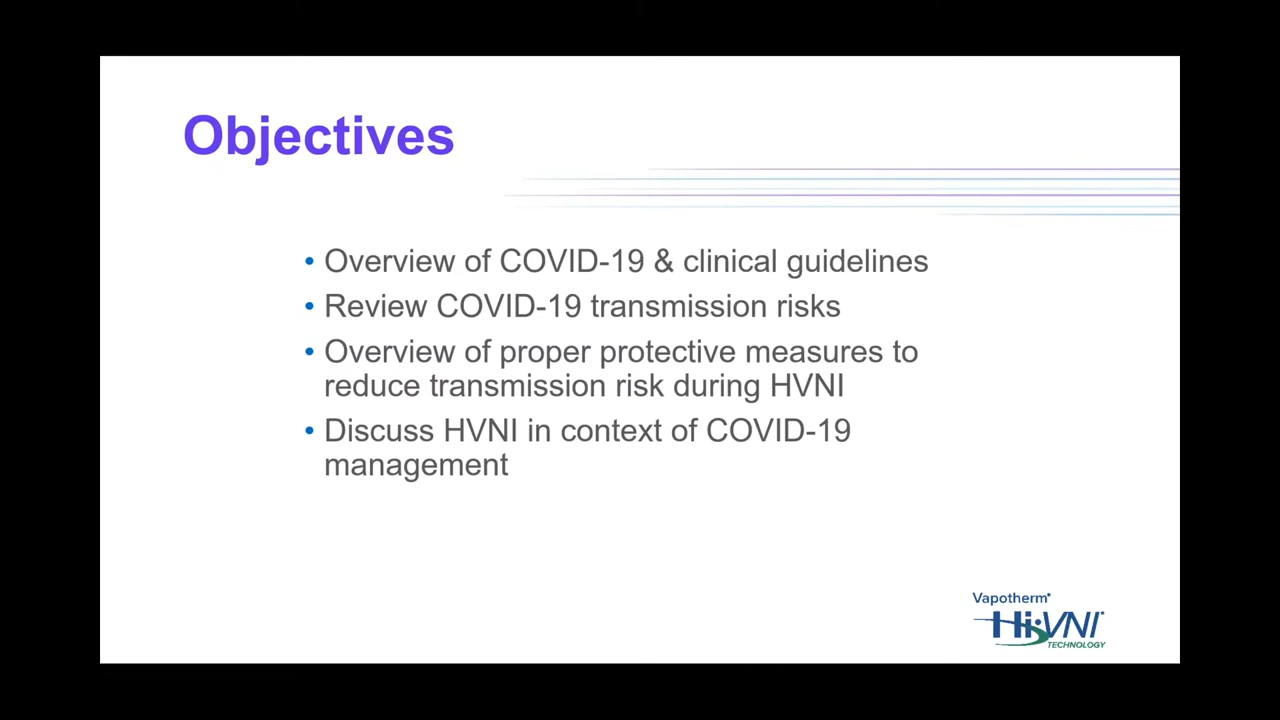 Objectives
• Overview of COVID-19 & clinical guidelines
• Review COVID-19 transmission risks
• Overview of proper protective measures to
reduce transmission risk during HVNI
• Discuss HVNI in context of COVID-19
management
Vapotherm®
Hi-VNI®
TECHNOLOGY